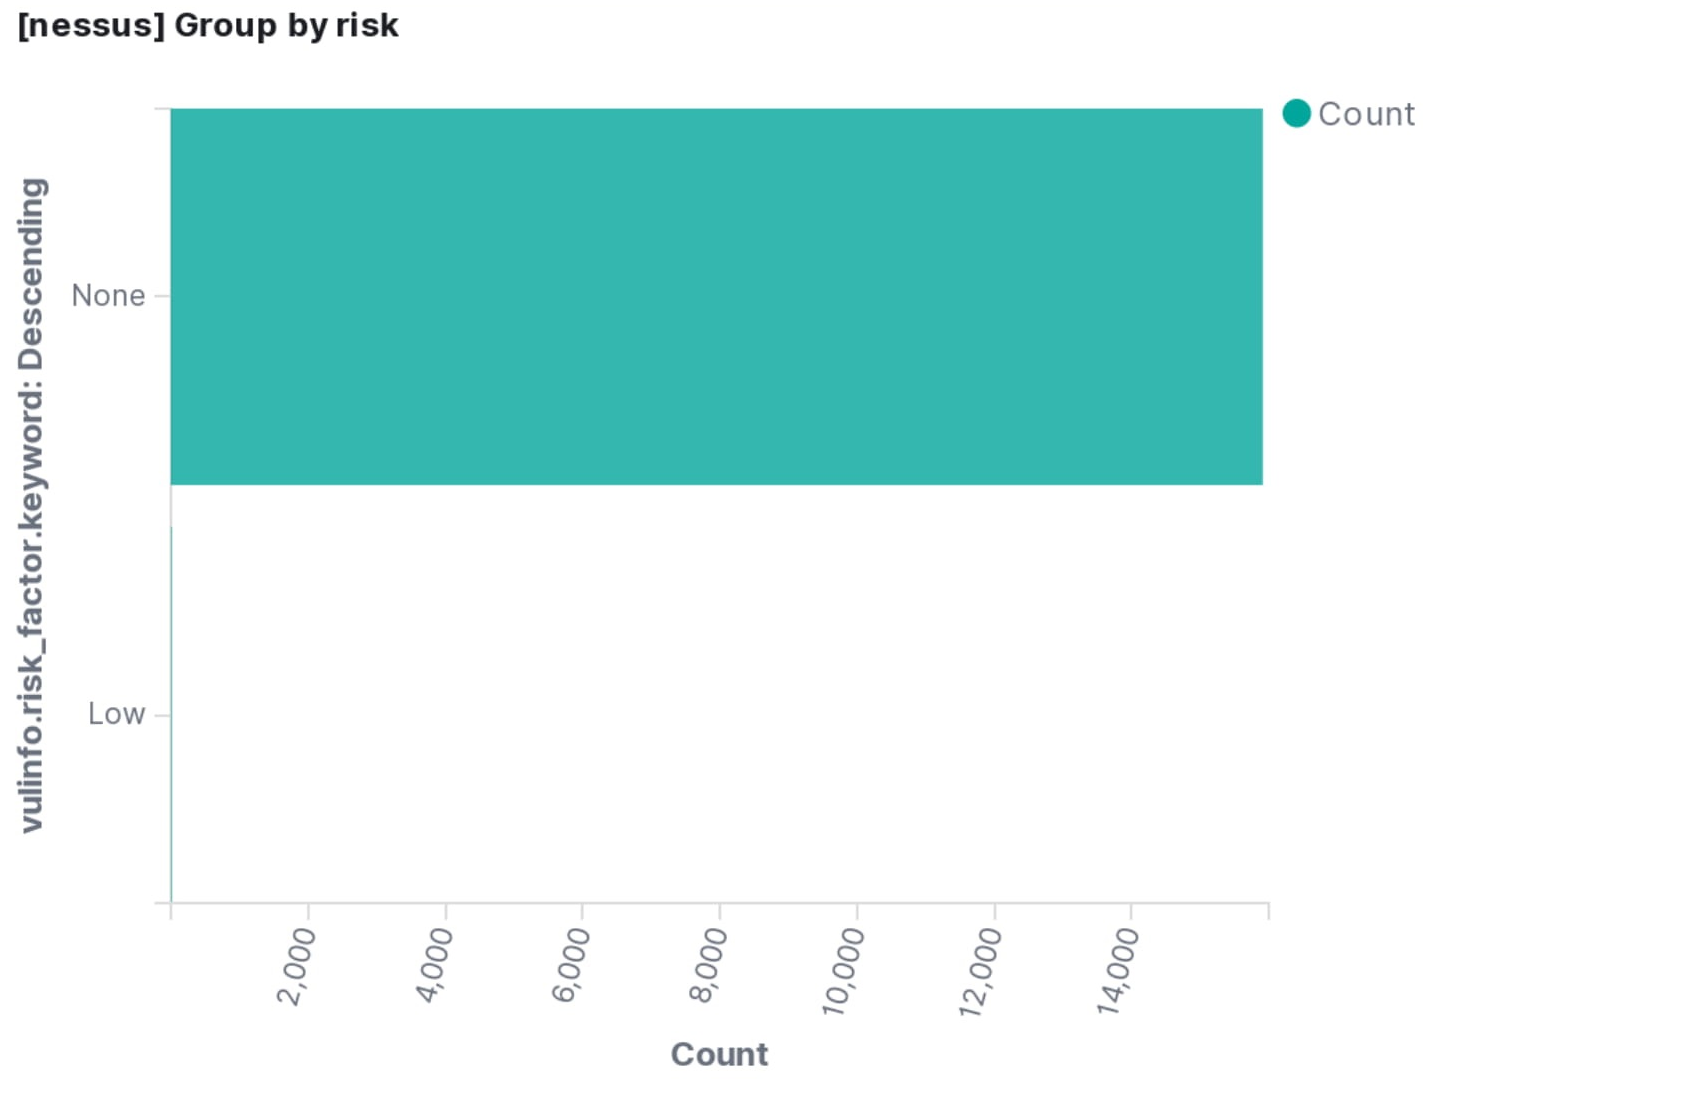 [nessus] Group by risk
Count
vulinfo.risk_factor.keyword: Descending
None
Low
2,000
4,000
6,000
8,000
10,000
12,000
14,000
Count